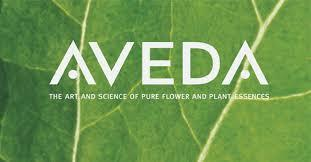 AVEDA
THE ART AND SCIENCE OF PURE FLOWER AND PLANT ESSENCES